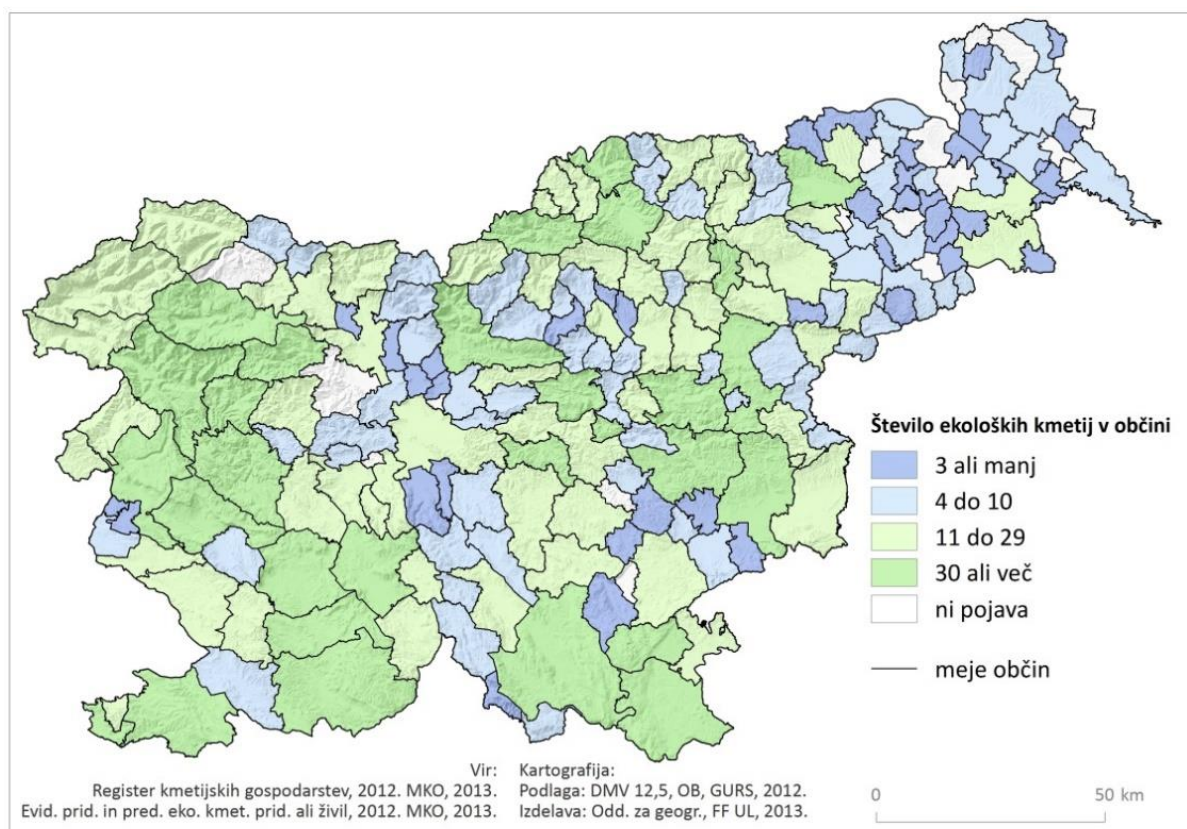 Število ekoloških kmetij v občini
3 ali manj
4 do 10
11 do 29
30 ali več
ni pojava
meje občin
Vir:
Register kmetijskih gospodarstev, 2012. MKO, 2013.
Evid. prid. in pred. eko. kmet. prid. ali živil, 2012. MKO, 2013.
Kartografija:
Podlaga: DMV 12,5, OB, GURS, 2012.
Izdelava: Odd. za geogr., FF UL, 2013.
0 50 km